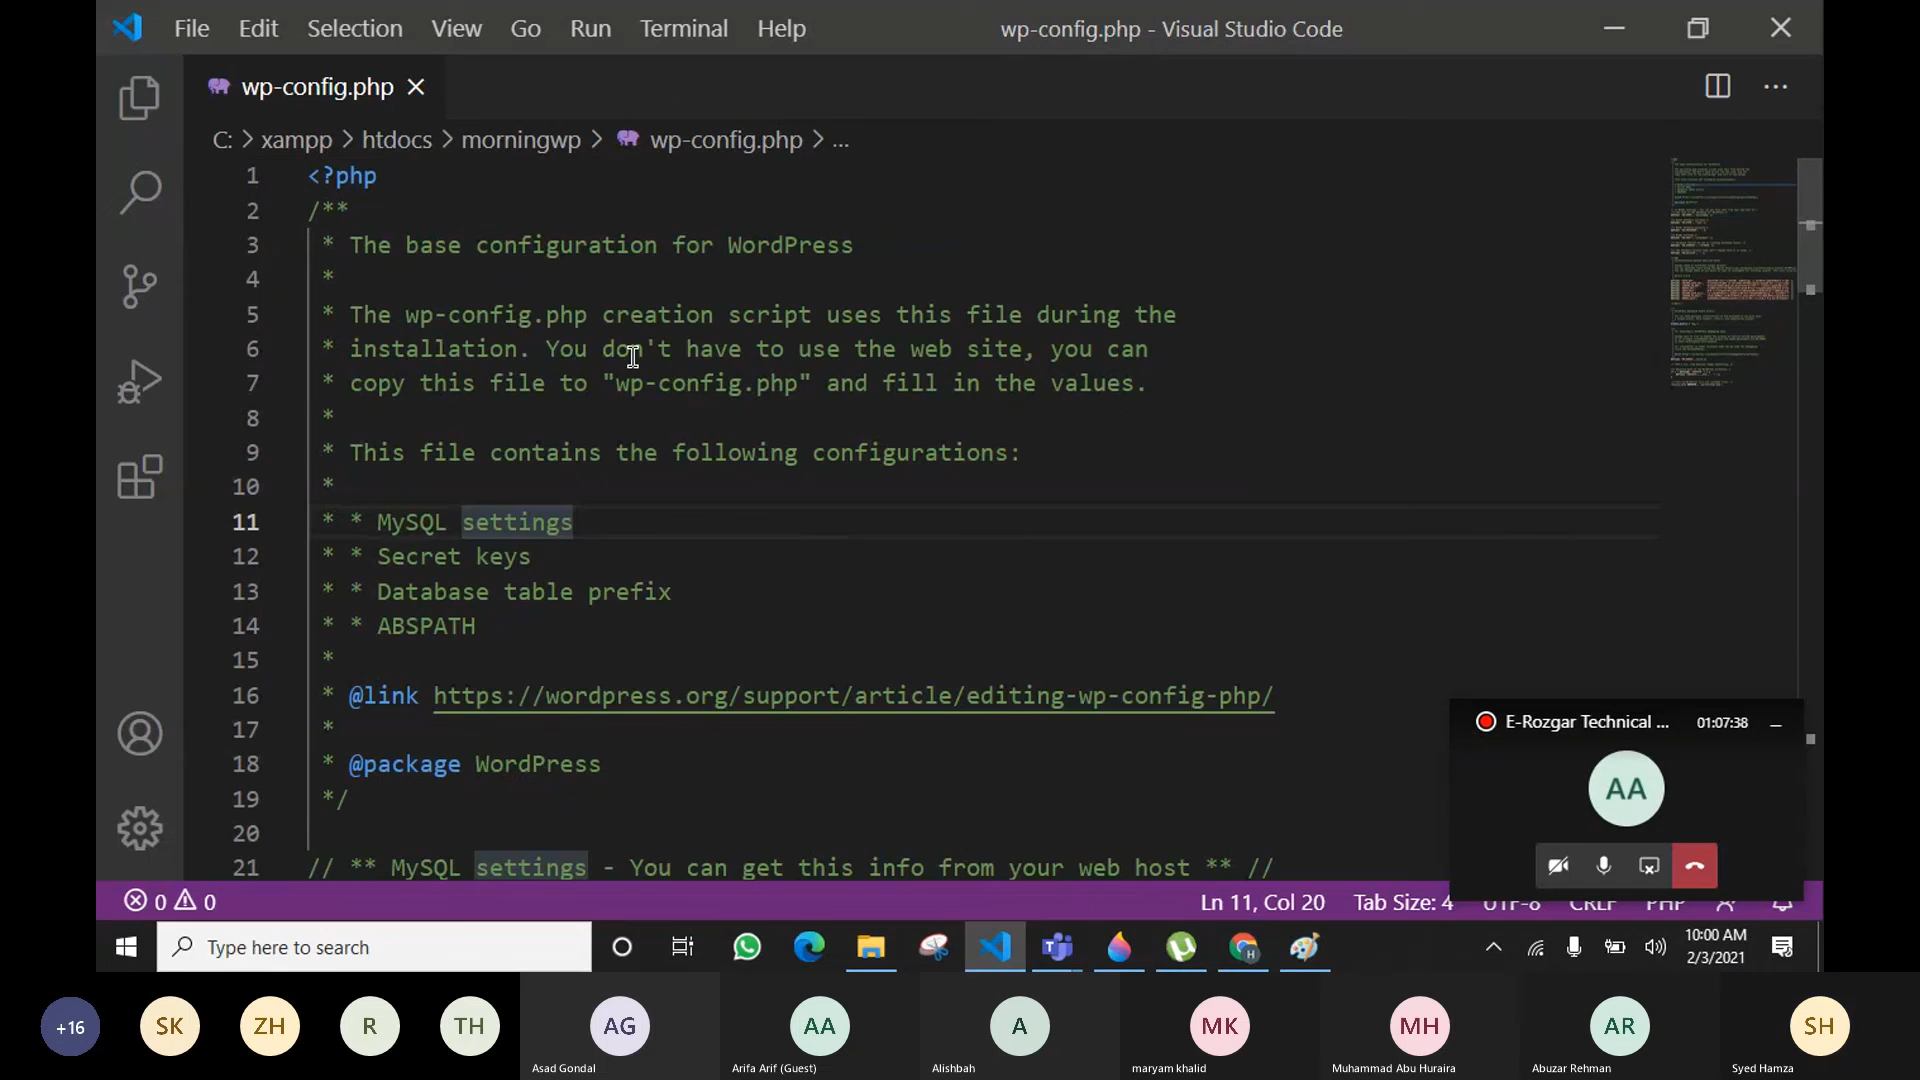 File Edit Selection View Go Run Terminal Help
wp-config.php - Visual Studio Code
wp-config.php
C: > xampp > htdocs > morningwp > wp-config.php > ...
1 <?php
2 /**
3 * The base configuration for WordPress
4 *
5 * The wp-config.php creation script uses this file during the
6 * installation. You don't have to use the web site, you can
7 * copy this file to "wp-config.php" and fill in the values.
8 *
9 * This file contains the following configurations:
10 *
11 * * MySQL settings
12 * * Secret keys
13 * * Database table prefix
14 * * ABSPATH
15 *
16 * @link https://wordpress.org/support/article/editing-wp-config-php/
17 *
18 * @package WordPress
19 */
20
21 // ** MySQL settings - You can get this info from your web host ** //
E-Rozgar Technical ... 01:07:38
AA
0 0 Ln 11, Col 20 Tab Size: 4 UTF-8 CRLF PHP
Type here to search
10:00 AM
2/3/2021
+16 SK ZH R TH AG AA A MK MH AR SH
Asad Gondal Arifa Arif (Guest) Alishbah maryam khalid Muhammad Abu Huraira Abuzar Rehman Syed Hamza